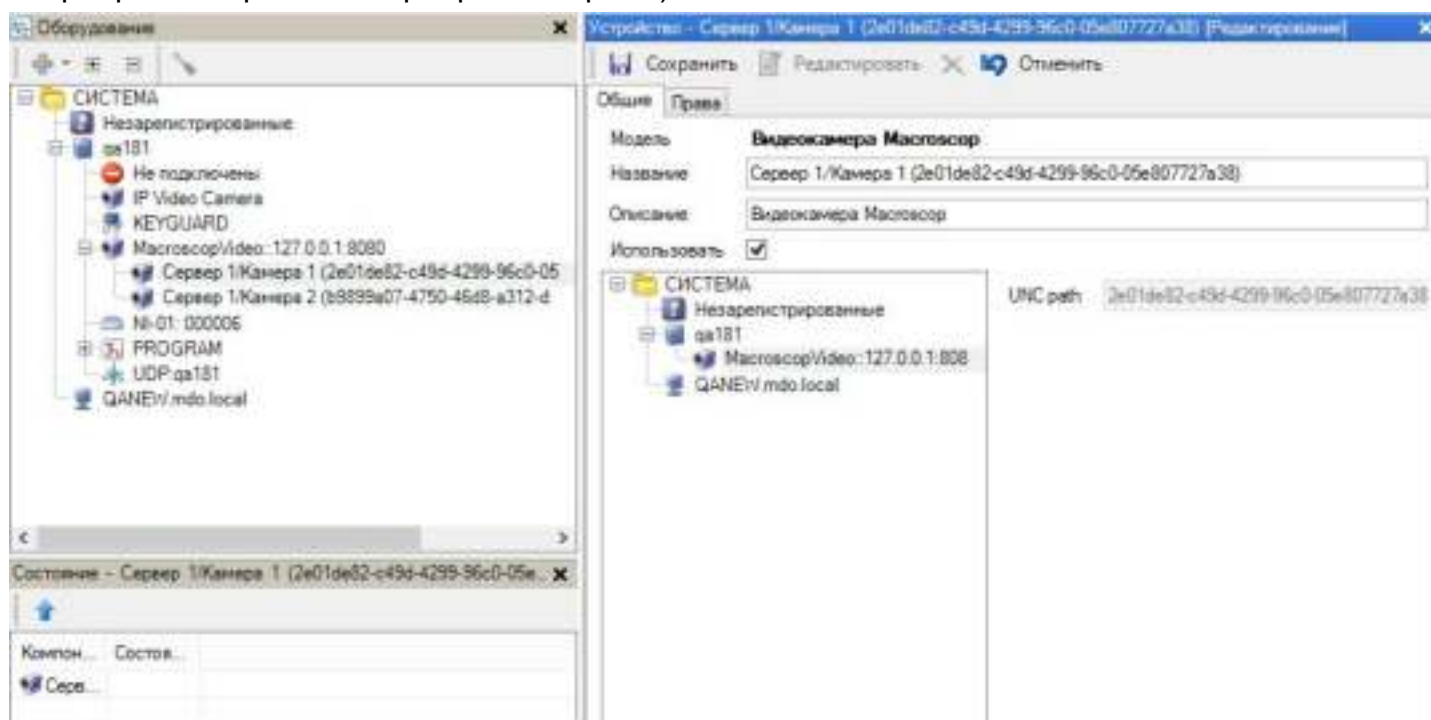 Оборудование
СИСТЕМА
Незарегистрированные
qa181
Не подключены
IP Video Camera
KEYGUARD
MacroscopVideo::127.0.0.1:8080
Сервер 1/Камера 1 (2e01de82-c49d-4299-96c0-05
Сервер 1/Камера 2 (b9899a07-4750-46d8-a312-d
NI-01: 000006
PROGRAM
UDP:qa181
QANEW.mdo.local
Состояние - Сервер 1/Камера 1 (2e01de82-c49d-4299-96c0-05e...
Компон... Состоя...
Серв...
Устройство - Сервер 1/Камера 1 (2e01de82-c49d-4299-96c0-05e807727a38) [Редактирование]
Сохранить Редактировать Отменить
Общие Права
Модель Видеокамера Macroscop
Название Сервер 1/Камера 1 (2e01de82-c49d-4299-96c0-05e807727a38)
Описание Видеокамера Macroscop
Использовать
СИСТЕМА
Незарегистрированные
qa181
MacroscopVideo::127.0.0.1:808
QANEW.mdo.local
UNC path 2e01de82-c49d-4299-96c0-05e807727a38